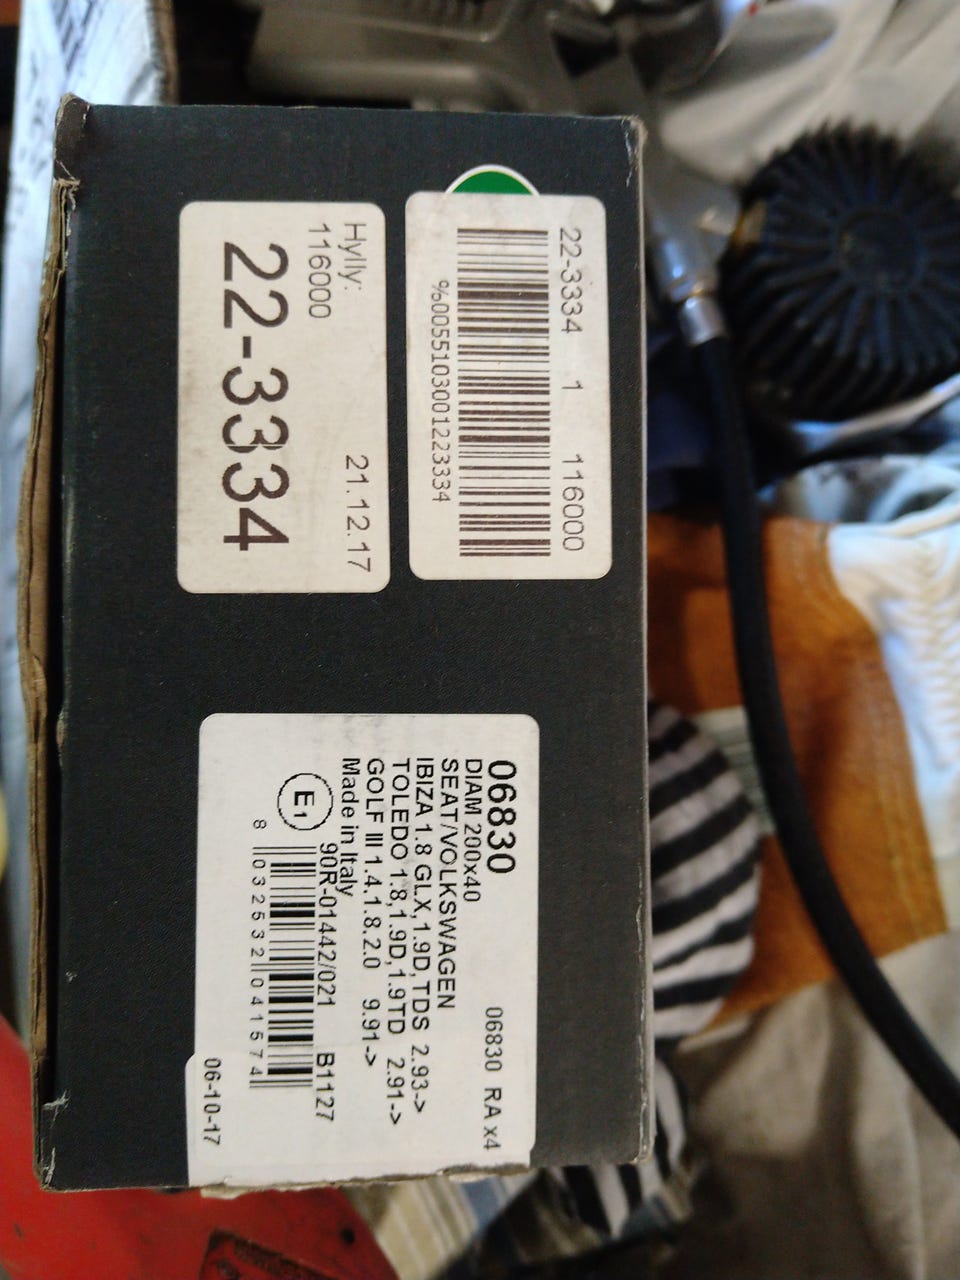 22-3334 1 116000
%0055103001223334
Hylly:
116000
21.12.17
22-3334
06830
06830 RA x4
DIAM 200x40
SEAT/VOLKSWAGEN
IBIZA 1.8 GLX,1.9D,TDS 2.93->
TOLEDO 1.8,1.9D,1.9TD 2.91->
GOLF III 1.4.1.8.2.0 9.91->
Made in Italy
E1
90R-01442/021 B1127
8 032532 041574
06-10-17